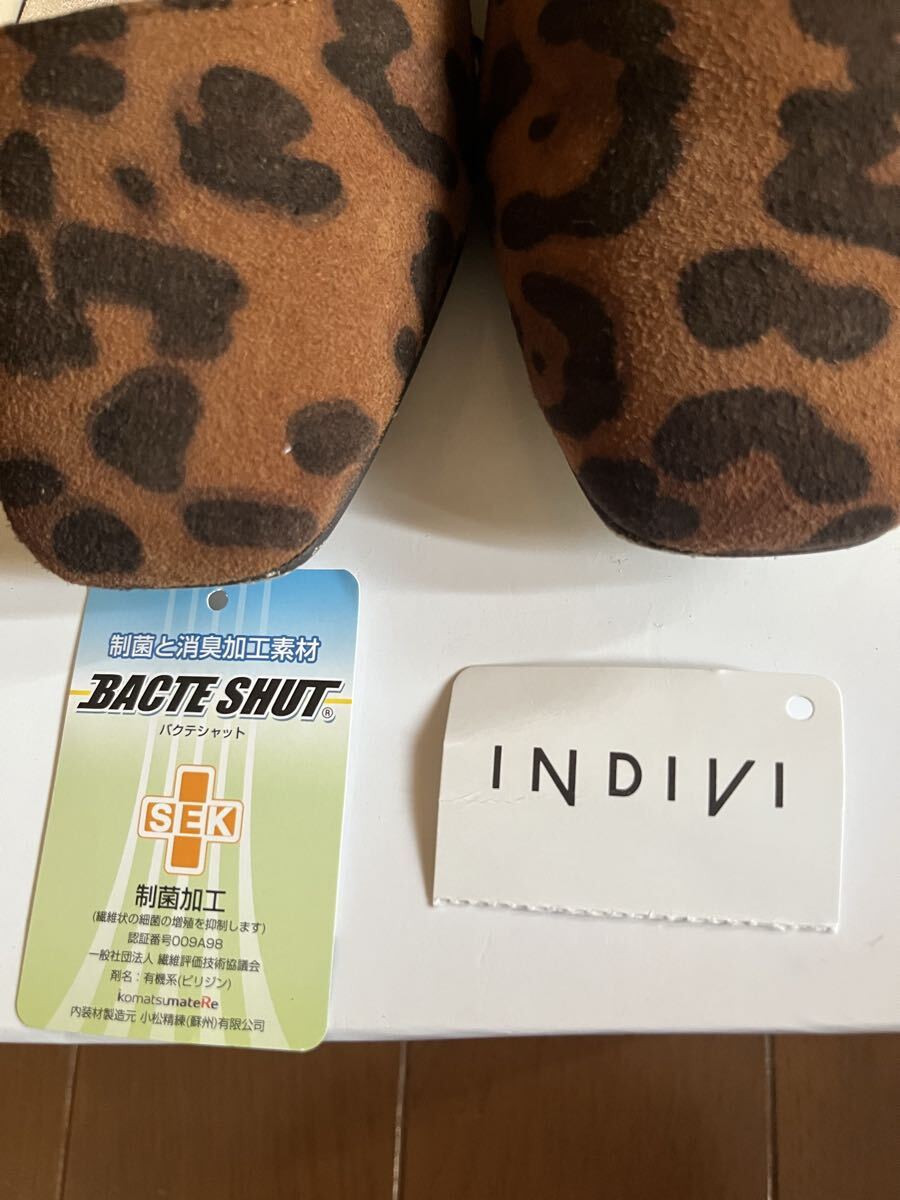 制菌と消臭加工素材
BACTE SHUT®
バクテシャット
SEK
制菌加工
(繊維状の細菌の増殖を抑制します)
認証番号009A98
一般社団法人 繊維評価技術協議会
剤名:有機系(ピリジン)
komatsumateRe
内装材製造元 小松精練(蘇州)有限公司
INDIVI